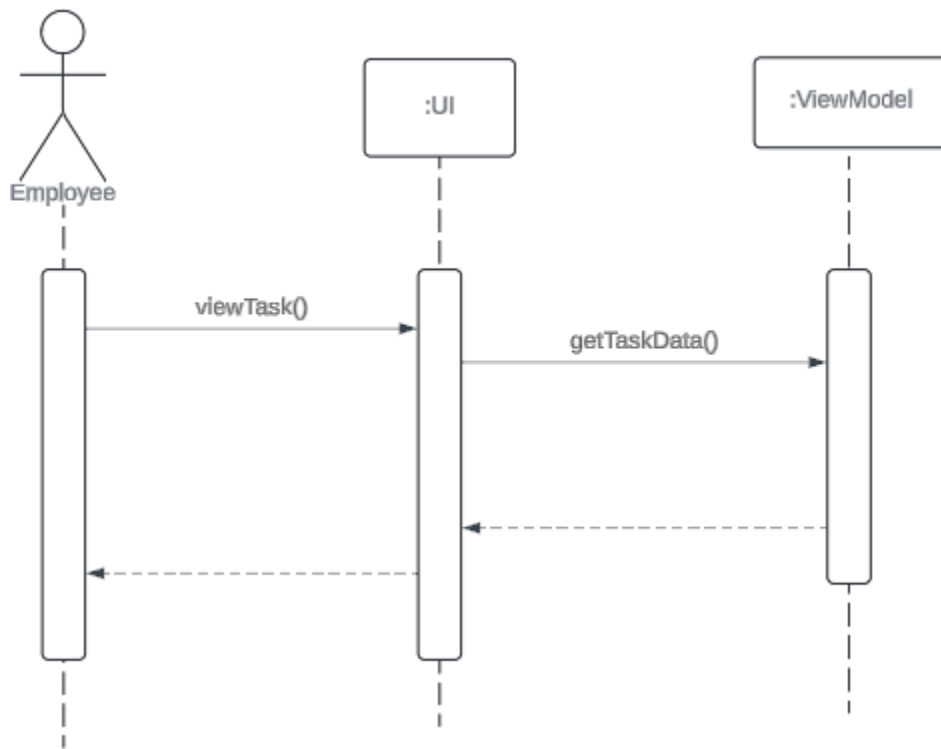 :UI
:ViewModel
Employee
viewTask()
getTaskData()